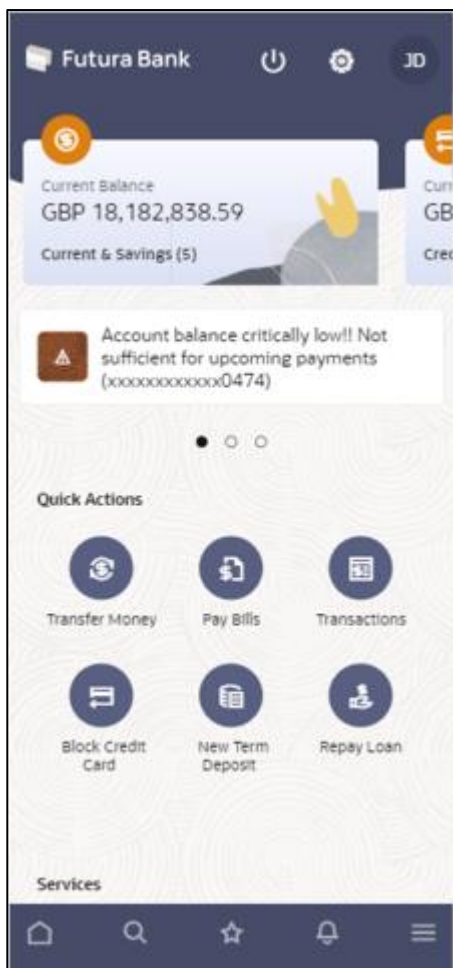 Futura Bank
JD
Current Balance
GBP 18,182,838.59
Current & Savings (5)
Account balance critically low!! Not
sufficient for upcoming payments
(xxxxxxxxxxxx0474)
Quick Actions
Transfer Money
Pay Bills
Transactions
Block Credit
Card
New Term
Deposit
Repay Loan
Services